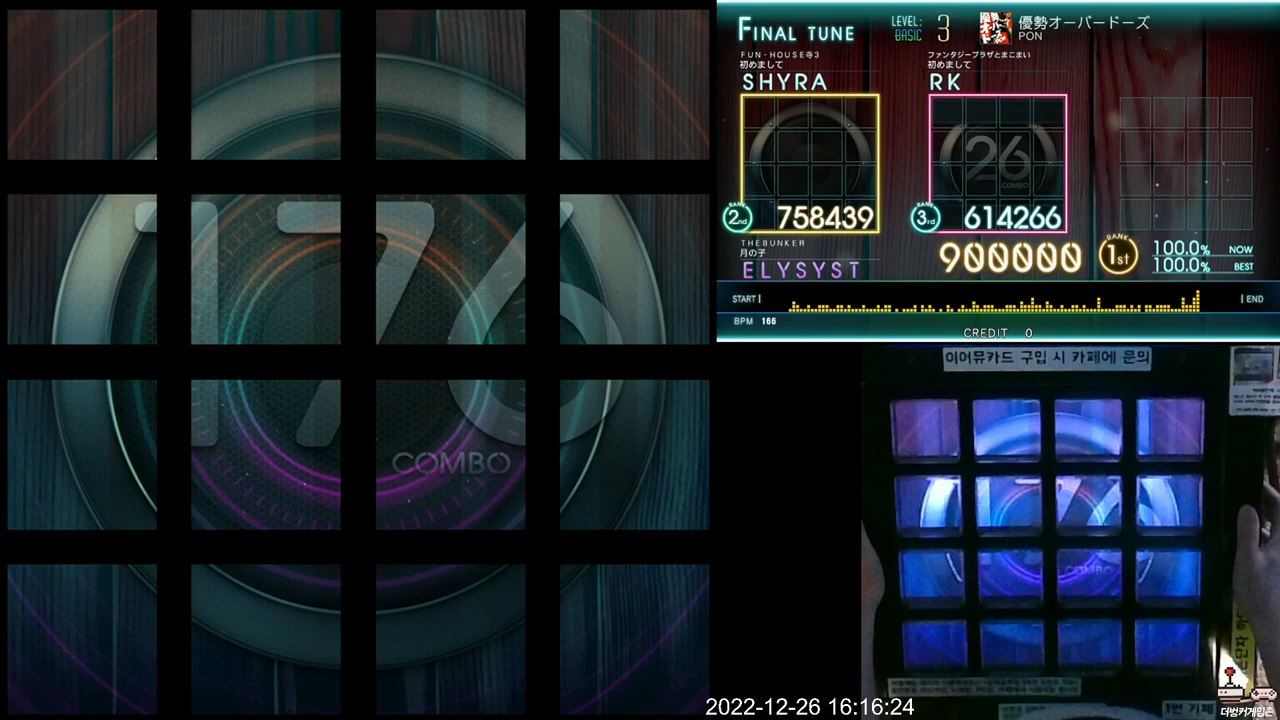 FINAL TUNE
LEVEL: 3
BASIC
優勢オーバードーズ
PON
FUN-HOUSE寺3
初めまして
SHYRA
2nd
758439
ファンタジープラザとまこまい
初めまして
RK
26
COMBO
RANK
3rd
614266
THEBUNKER
月の子
ELYSYST
900000
RANK
1st
100.0% NOW
100.0% BEST
START
END
BPM 166
CREDIT 0
176
COMBO
이어뮤카드 구입 시 카페에 문의
176
COMBO
2022-12-26 16:16:24
더벙커게임존